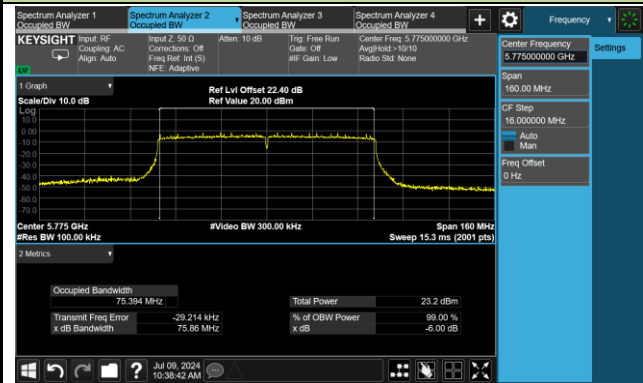 Spectrum Analyzer 1
Occupied BW
Spectrum Analyzer 2
Occupied BW
Spectrum Analyzer 3
Occupied BW
Spectrum Analyzer 4
Occupied BW
+
Frequency
KEYSIGHT
Input: RF
Coupling: AC
Align: Auto
Input Z: 50 Ω
Corrections: Off
Freq Ref: Int (S)
NFE: Adaptive
Atten: 10 dB
Trig: Free Run
Gate: Off
#IF Gain: Low
Center Freq: 5.775000000 GHz
Avg|Hold:>10/10
Radio Std: None
Center Frequency
5.775000000 GHz
Settings
Span
160.00 MHz
CF Step
16.000000 MHz
Auto
Man
Freq Offset
0 Hz
1 Graph
Scale/Div 10.0 dB
Ref Lvl Offset 22.40 dB
Ref Value 20.00 dBm
Log
10.0
0.00
-10.0
-20.0
-30.0
-40.0
-50.0
-60.0
-70.0
Center 5.775 GHz
#Res BW 100.00 kHz
#Video BW 300.00 kHz
Span 160 MHz
Sweep 15.3 ms (2001 pts)
2 Metrics
Occupied Bandwidth
75.394 MHz
Total Power 23.2 dBm
Transmit Freq Error -29.214 kHz
% of OBW Power 99.00 %
x dB Bandwidth 75.86 MHz
x dB -6.00 dB
?
Jul 09, 2024
10:38:42 AM